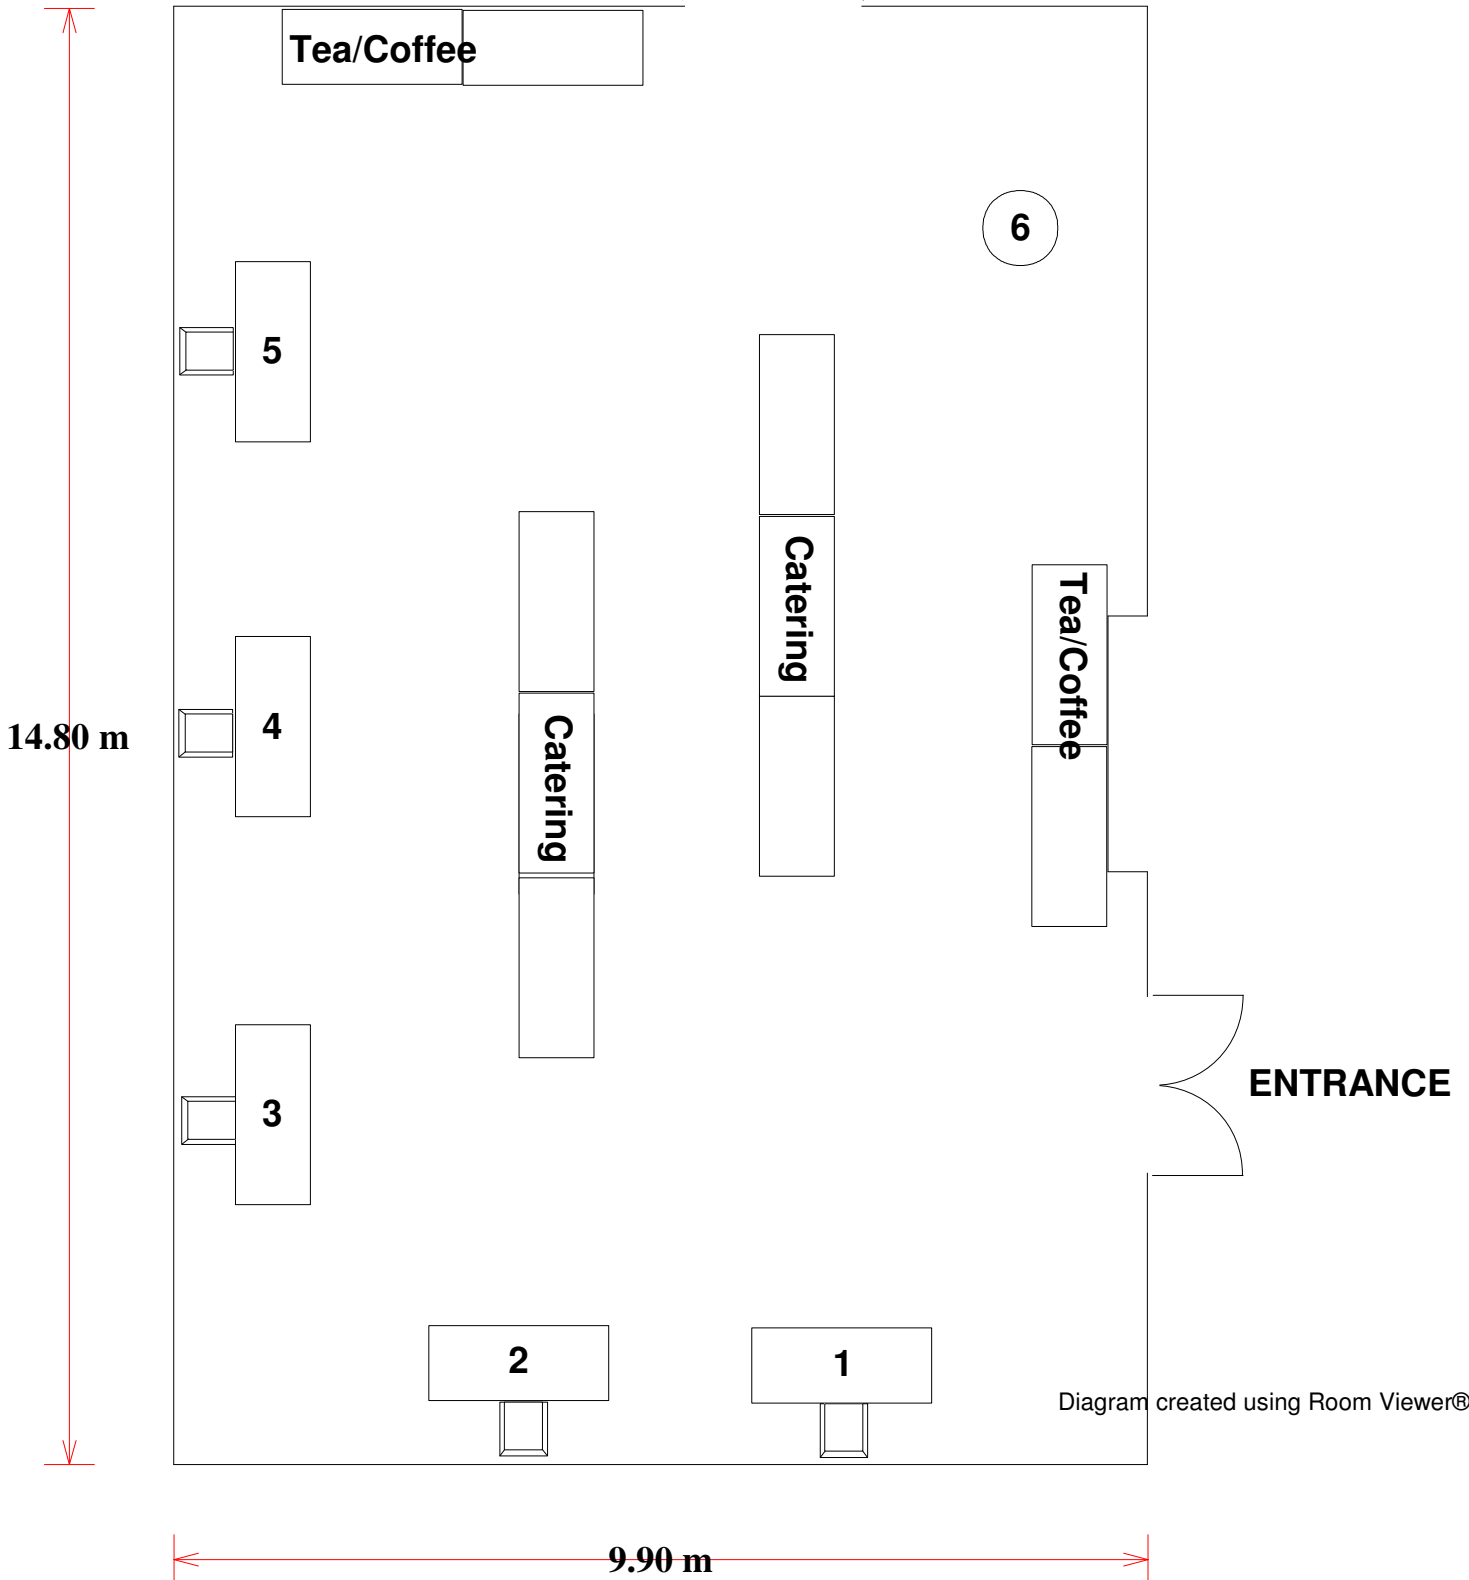 Tea/Coffee
6
5
Catering
Tea/Coffee
4
14.80 m
Catering
ENTRANCE
3
2
1
Diagram created using Room Viewer®
9.90 m